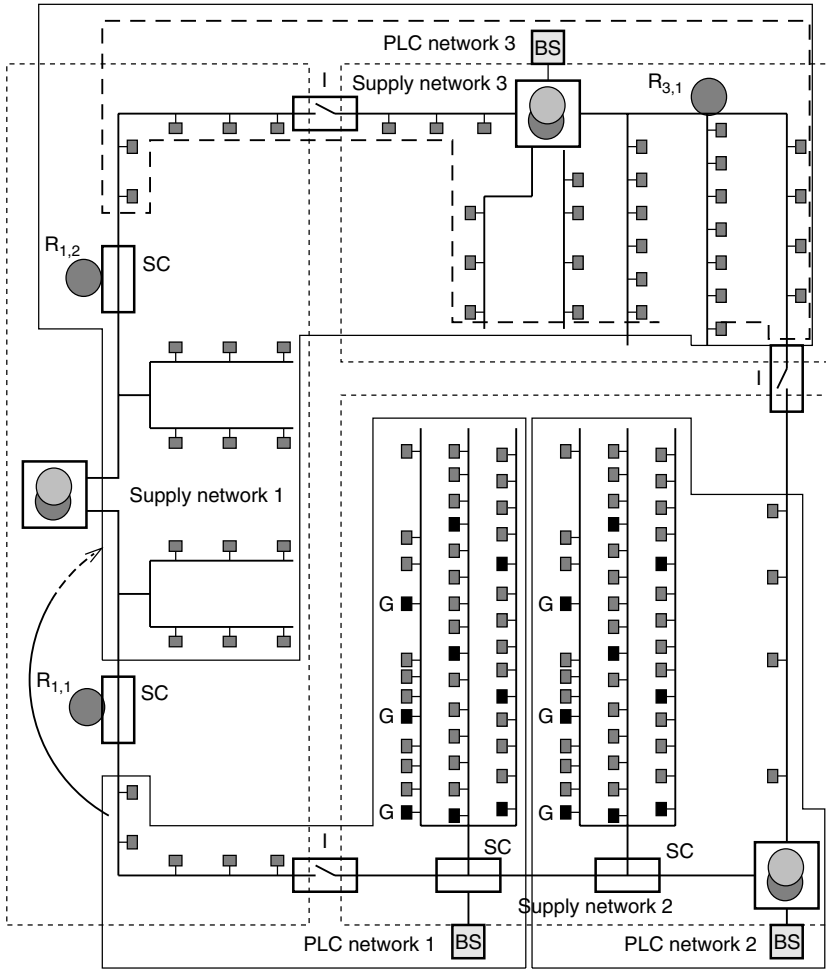 PLC network 3
BS
I
Supply network 3
R3,1
R1,2
SC
I
I
Supply network 1
G
G
R1,1
SC
G
G
G
G
I
SC
SC
Supply network 2
PLC network 1
BS
PLC network 2
BS